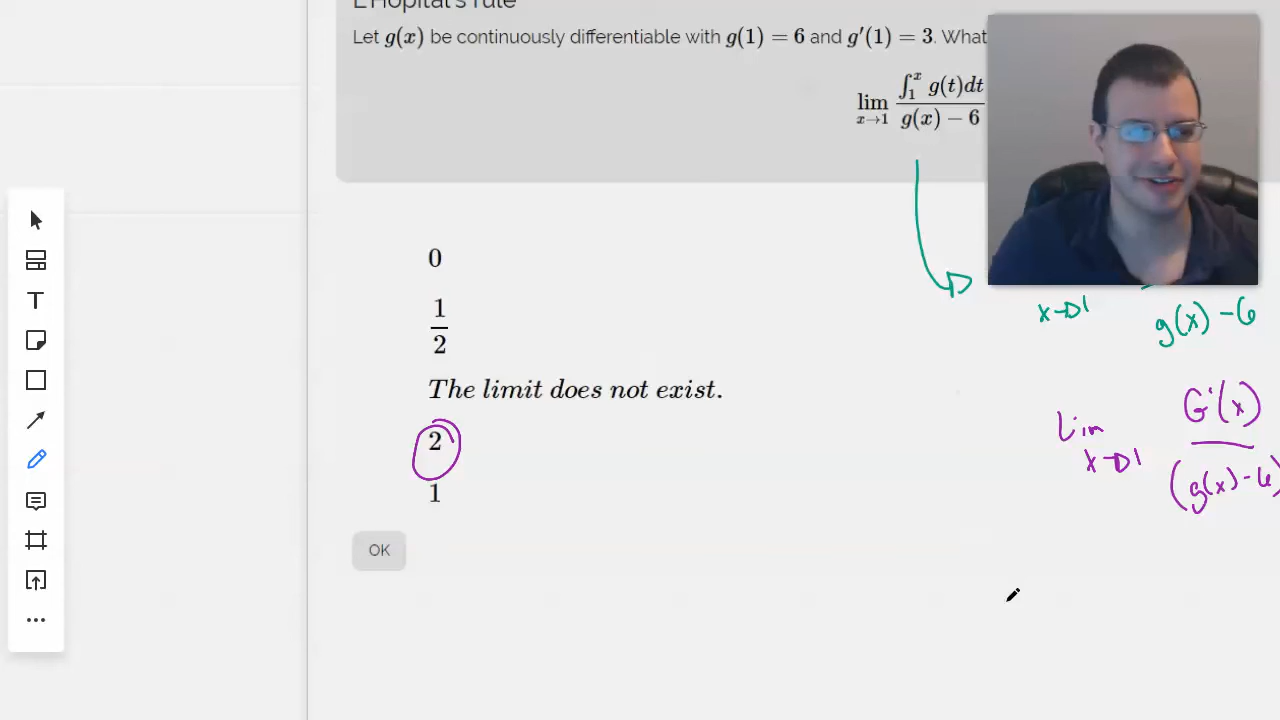 L'Hopital's rule
Let g(x) be continuously differentiable with g(1) = 6 and g′(1) = 3. What
lim x→1 ∫₁ˣ g(t)dt / g(x) − 6
0
1/2
The limit does not exist.
2
1
OK
x→1 g(x) − 6
lim x→1 G'(x) / (g(x) − 6)
T